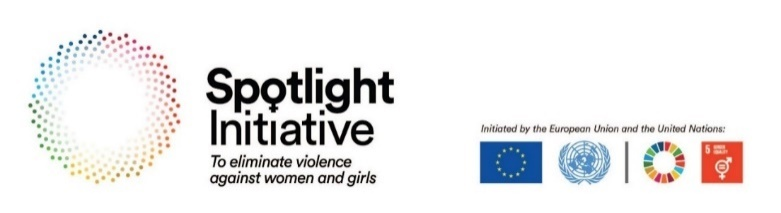 Spotlight
Initiative
To eliminate violence
against women and girls
Initiated by the European Union and the United Nations:
5 GENDER
EQUALITY